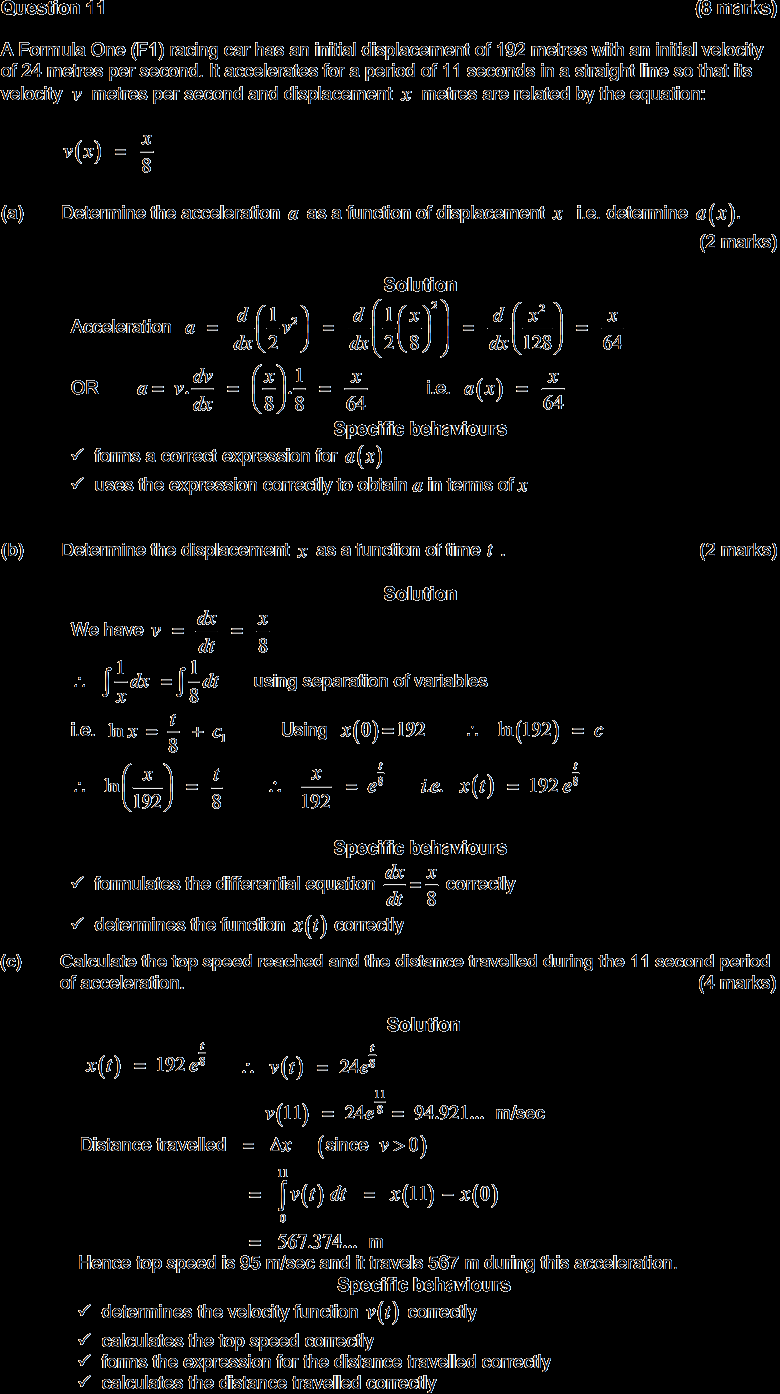 Question 11 (8 marks)
A Formula One (F1) racing car has an initial displacement of 192 metres with an initial velocity
of 24 metres per second. It accelerates for a period of 11 seconds in a straight line so that its
velocity v metres per second and displacement x metres are related by the equation:
v(x) = x/8
(a) Determine the acceleration a as a function of displacement x i.e. determine a(x).
(2 marks)
Solution
Acceleration a = d/dx(1/2 v²) = d/dx(1/2(x/8)²) = d/dx(x²/128) = x/64
OR a = v.dv/dx = (x/8).1/8 = x/64 i.e. a(x) = x/64
Specific behaviours
✓ forms a correct expression for a(x)
✓ uses the expression correctly to obtain a in terms of x
(b) Determine the displacement x as a function of time t . (2 marks)
Solution
We have v = dx/dt = x/8
∴ ∫1/x dx = ∫1/8 dt using separation of variables
i.e. ln x = t/8 + c₁ Using x(0)=192 ∴ ln(192) = c
∴ ln(x/192) = t/8 ∴ x/192 = e^(t/8) i.e. x(t) = 192 e^(t/8)
Specific behaviours
✓ formulates the differential equation dx/dt = x/8 correctly
✓ determines the function x(t) correctly
(c) Calculate the top speed reached and the distance travelled during the 11 second period
of acceleration. (4 marks)
Solution
x(t) = 192 e^(t/8) ∴ v(t) = 24e^(t/8)
v(11) = 24e^(11/8) = 94.921... m/sec
Distance travelled = Δx (since v > 0)
= ∫₀¹¹ v(t) dt = x(11) − x(0)
= 567.374... m
Hence top speed is 95 m/sec and it travels 567 m during this acceleration.
Specific behaviours
✓ determines the velocity function v(t) correctly
✓ calculates the top speed correctly
✓ forms the expression for the distance travelled correctly
✓ calculates the distance travelled correctly